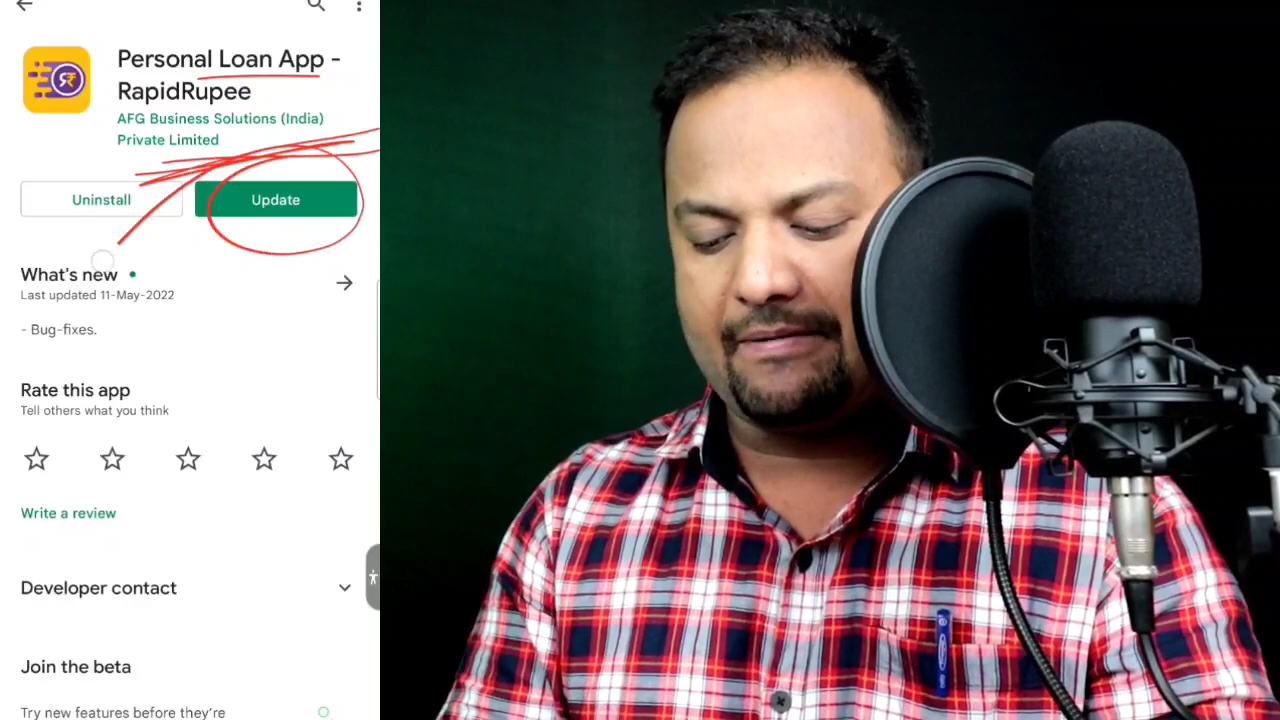 Personal Loan App -
RapidRupee
AFG Business Solutions (India)
Private Limited
Uninstall
Update
What's new
Last updated 11-May-2022
- Bug-fixes.
Rate this app
Tell others what you think
Write a review
Developer contact
Join the beta
Try new features before they're